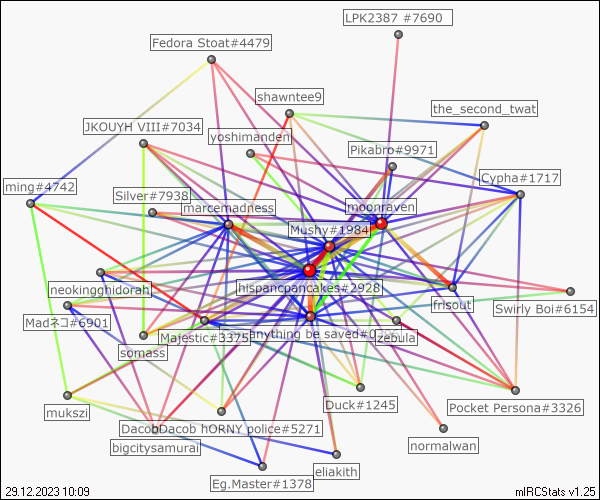 LPK2387 #7690
Fedora Stoat#4479
shawntee9
the_second_twat
JKOUYH VIII#7034
yoshimanden
Pikabro#9971
ming#4742
Cypha#1717
Silver#7938
marcemadness
moonraven
Mushy#1984
neokingghidorah
hispancpancakes#2928
frisout
Swirly Boi#6154
Madネコ#6901
Majestic#3375
anything be saved#0
zebula
somass
mukszi
Duck#1245
Pocket Persona#3326
DacobDacob hORNY police#5271
bigcitysamurai
normalwan
eliakith
Eg.Master#1378
29.12.2023 10:09
mIRCStats v1.25